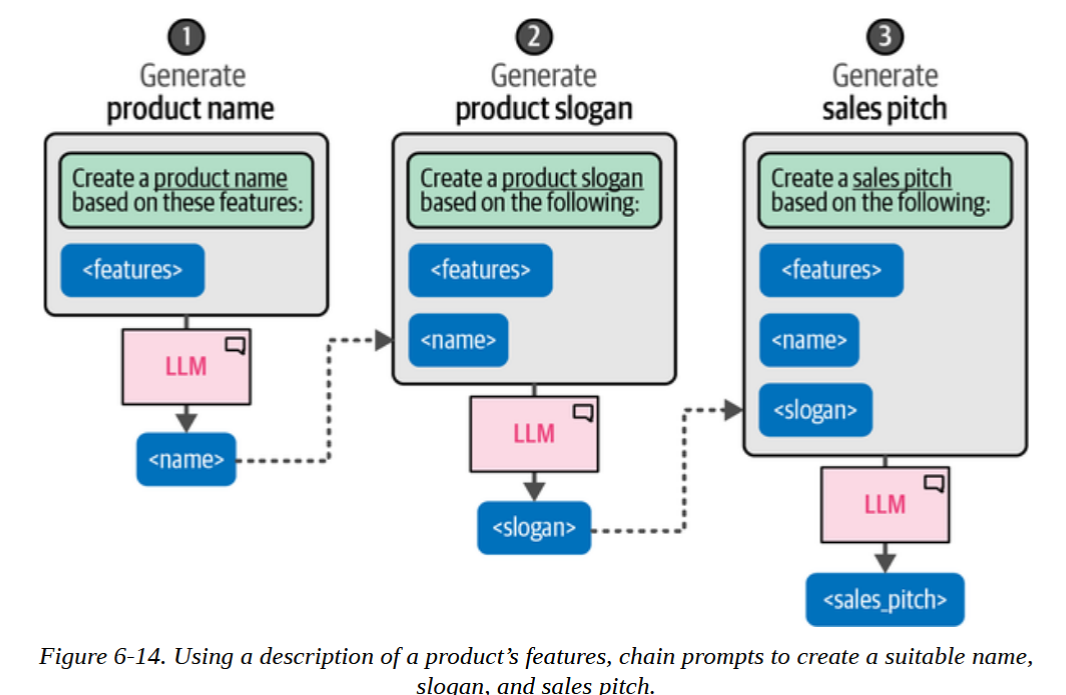 1
Generate
product name
Create a product name
based on these features:
<features>
LLM
<name>
2
Generate
product slogan
Create a product slogan
based on the following:
<features>
<name>
LLM
<slogan>
3
Generate
sales pitch
Create a sales pitch
based on the following:
<features>
<name>
<slogan>
LLM
<sales_pitch>
Figure 6-14. Using a description of a product’s features, chain prompts to create a suitable name,
slogan, and sales pitch.